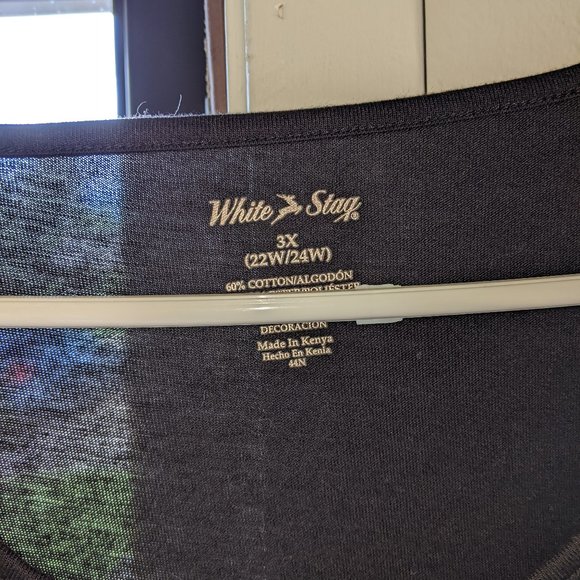 White Stag®
3X
(22W/24W)
60% COTTON/ALGODÓN
DECORACIÓN
Made In Kenya
Hecho En Kenia
44N